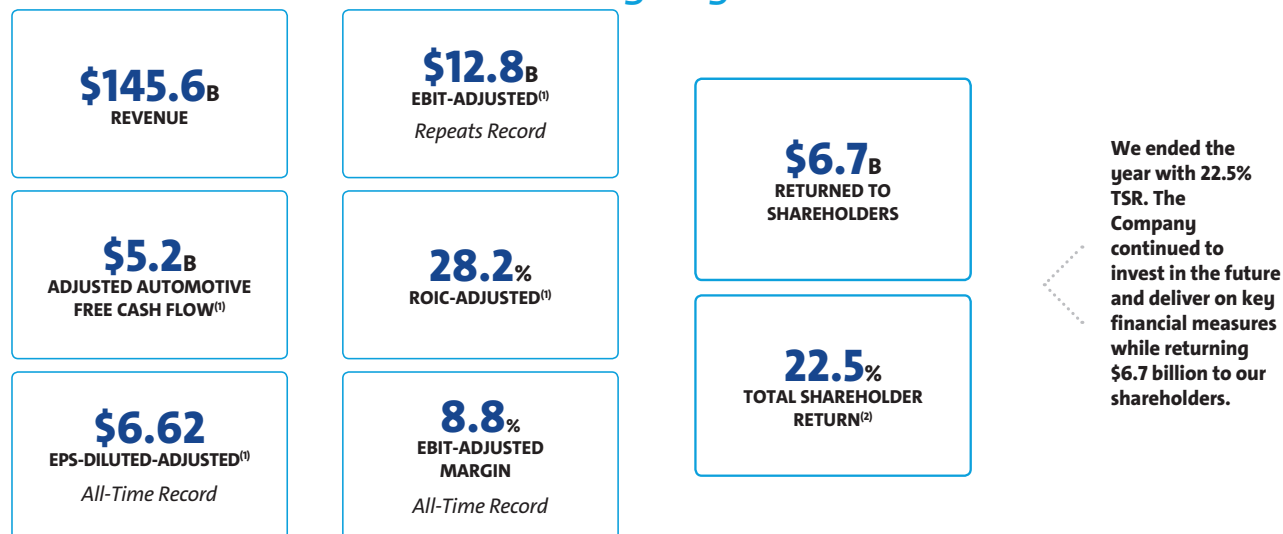 $145.6B
REVENUE
$12.8B
EBIT-ADJUSTED(1)
Repeats Record
$5.2B
ADJUSTED AUTOMOTIVE
FREE CASH FLOW(1)
28.2%
ROIC-ADJUSTED(1)
$6.62
EPS-DILUTED-ADJUSTED(1)
All-Time Record
8.8%
EBIT-ADJUSTED
MARGIN
All-Time Record
$6.7B
RETURNED TO
SHAREHOLDERS
22.5%
TOTAL SHAREHOLDER
RETURN(2)
We ended the
year with 22.5%
TSR. The
Company
continued to
invest in the future
and deliver on key
financial measures
while returning
$6.7 billion to our
shareholders.